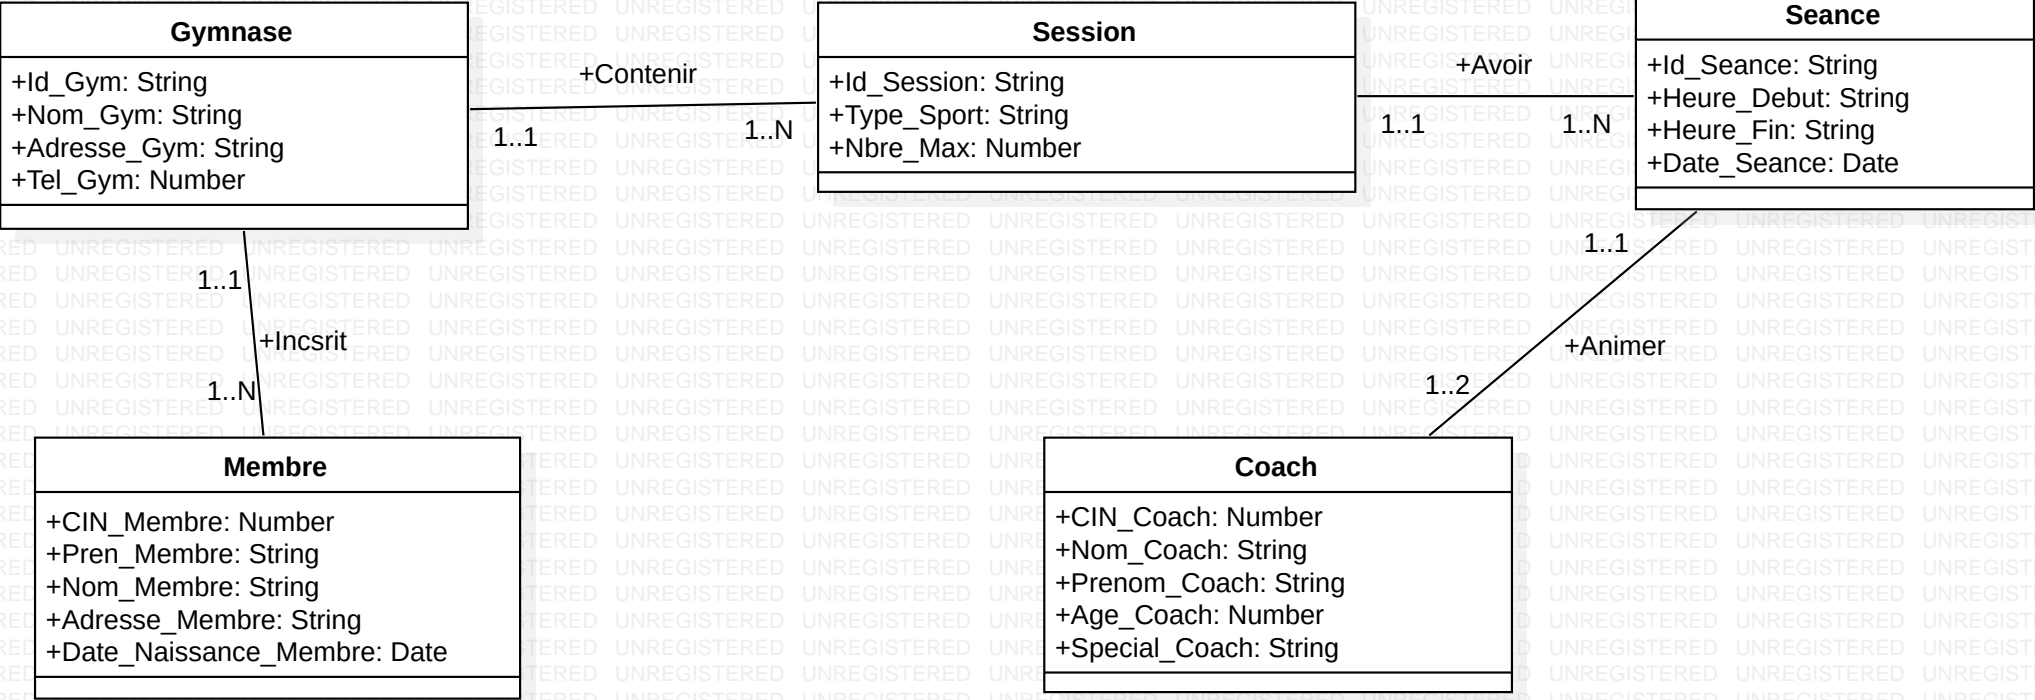 Gymnase
+Id_Gym: String
+Nom_Gym: String
+Adresse_Gym: String
+Tel_Gym: Number
+Contenir
1..1
1..N
Session
+Id_Session: String
+Type_Sport: String
+Nbre_Max: Number
+Avoir
1..1
1..N
Seance
+Id_Seance: String
+Heure_Debut: String
+Heure_Fin: String
+Date_Seance: Date
1..1
+Incsrit
1..N
1..1
+Animer
1..2
Membre
+CIN_Membre: Number
+Pren_Membre: String
+Nom_Membre: String
+Adresse_Membre: String
+Date_Naissance_Membre: Date
Coach
+CIN_Coach: Number
+Nom_Coach: String
+Prenom_Coach: String
+Age_Coach: Number
+Special_Coach: String
UNREGISTERED